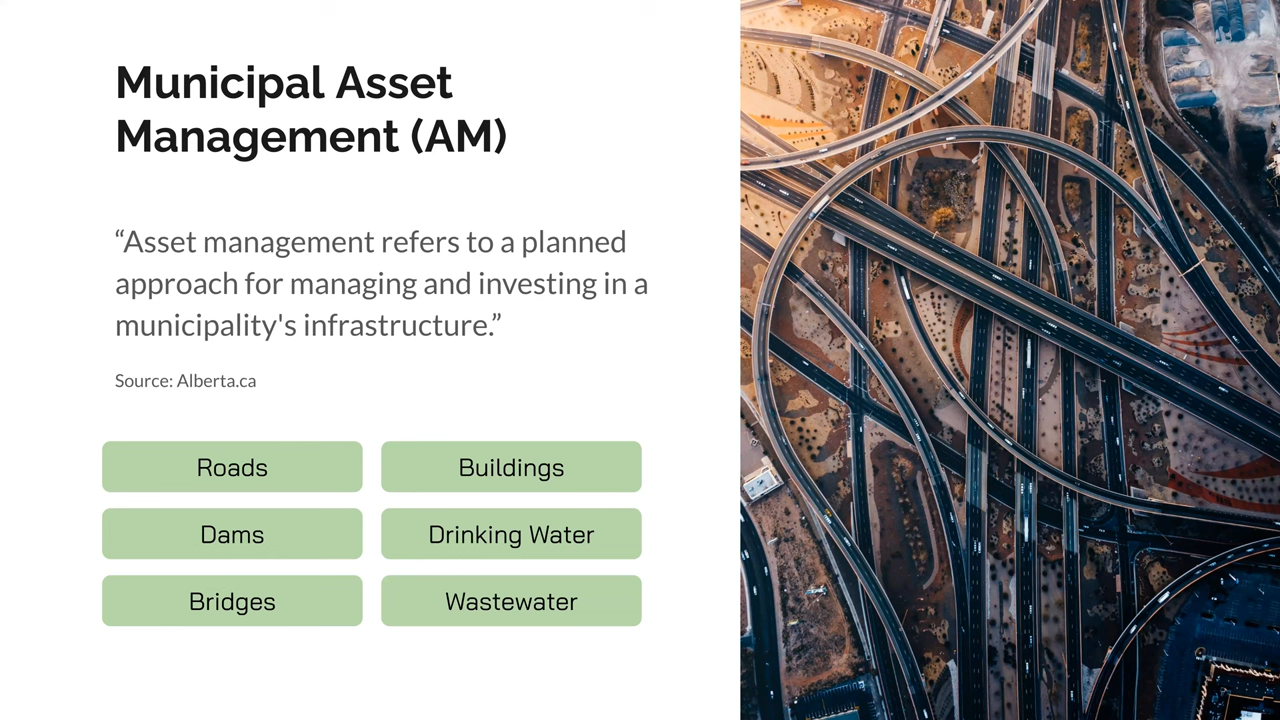 Municipal Asset
Management (AM)
“Asset management refers to a planned
approach for managing and investing in a
municipality's infrastructure.”
Source: Alberta.ca
Roads
Buildings
Dams
Drinking Water
Bridges
Wastewater